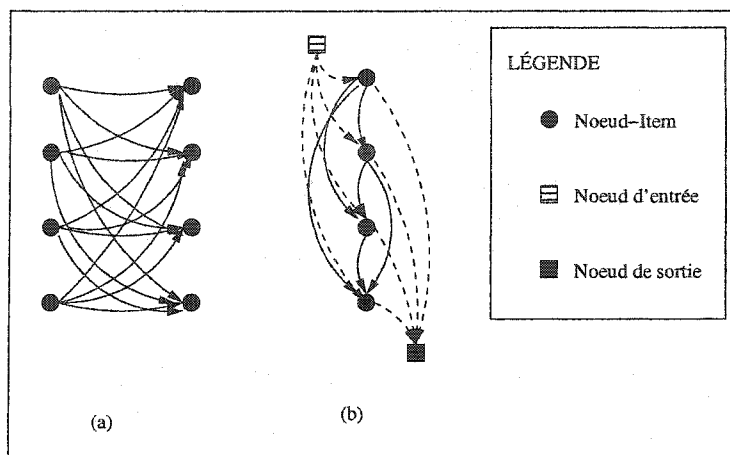 LÉGENDE
Noeud-Item
Noeud d'entrée
Noeud de sortie
(a)
(b)